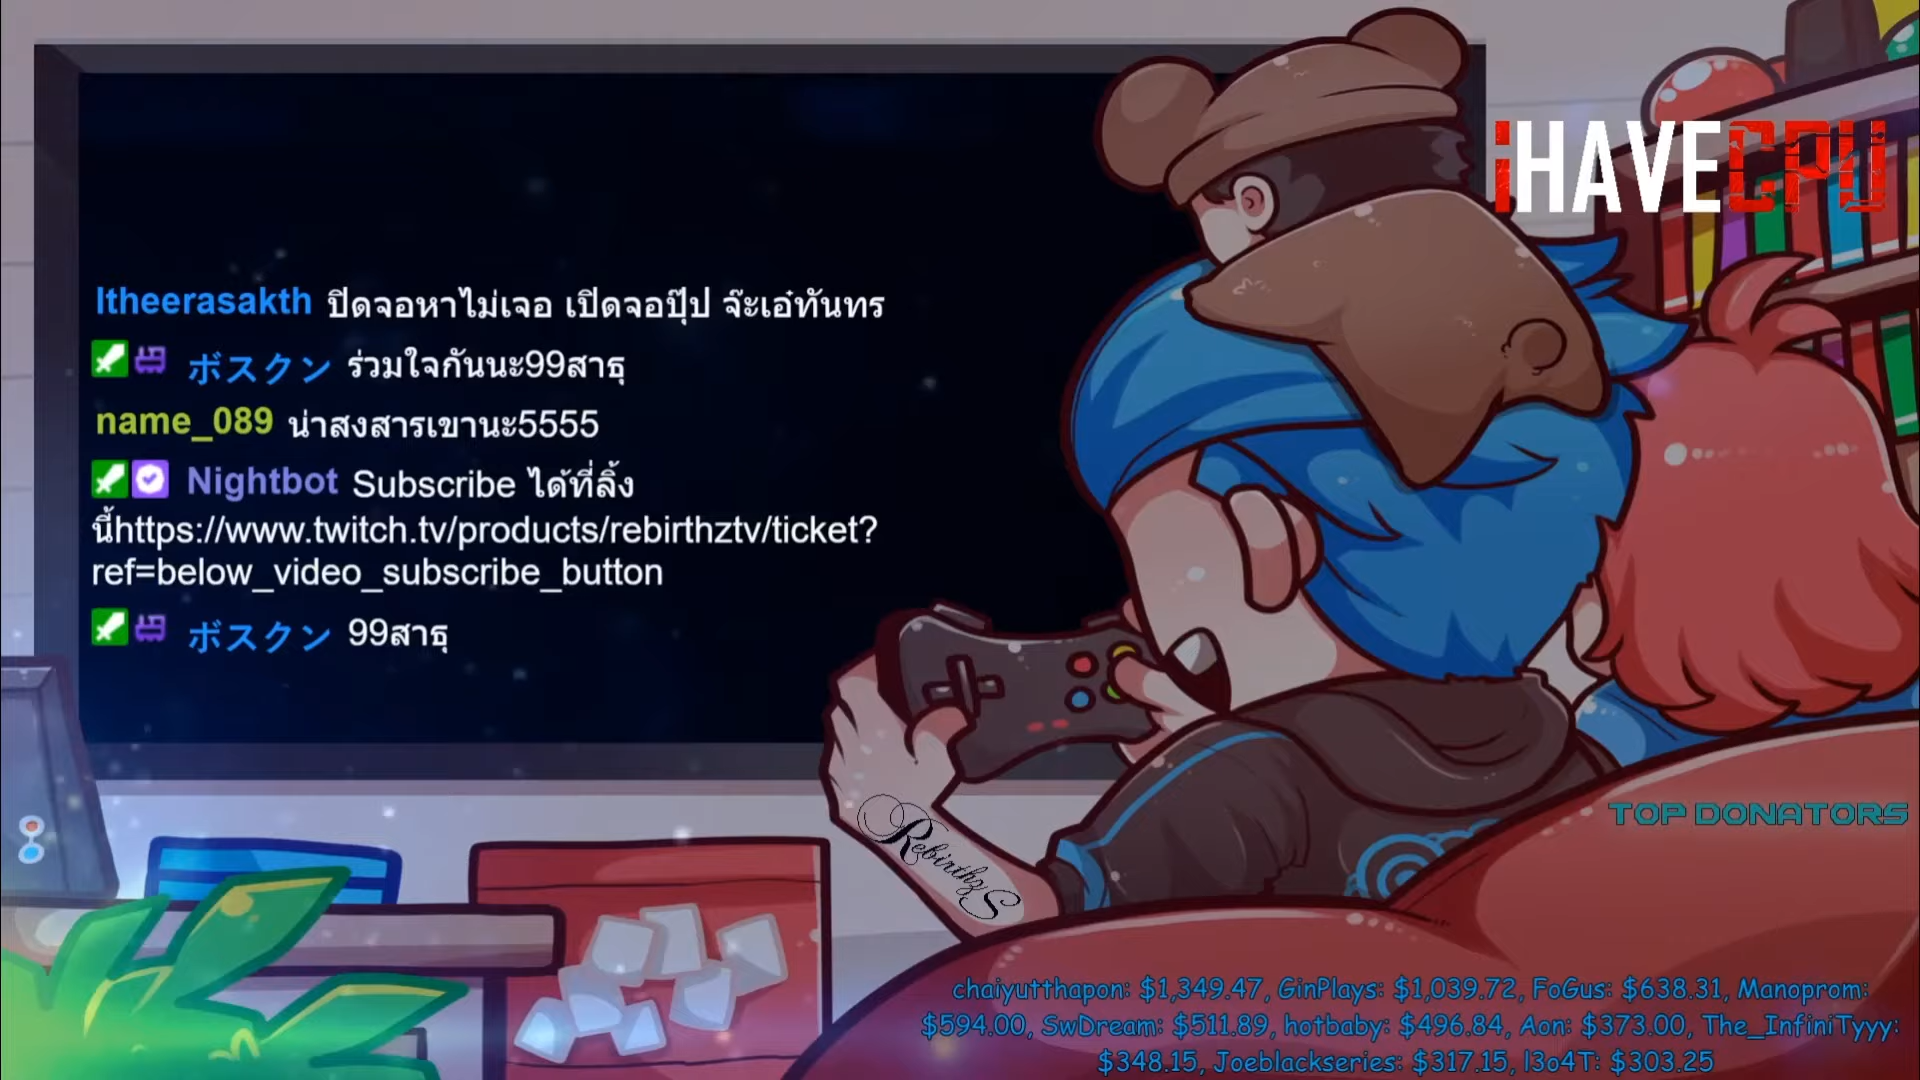 iHAVECPU
ltheerasakth ปิดจอหาไม่เจอ เปิดจอปุ๊ป จ๊ะเอ๋ทันทร
ボスクン ร่วมใจกันนะ99สาธุ
name_089 น่าสงสารเขานะ5555
Nightbot Subscribe ได้ที่ลิ้ง
นี้https://www.twitch.tv/products/rebirthztv/ticket?
ref=below_video_subscribe_button
ボスクン 99สาธุ
TOP DONATORS
RebirthzS
chaiyutthapon: $1,349.47, GinPlays: $1,039.72, FoGus: $638.31, Manoprom:
$594.00, SwDream: $511.89, hotbaby: $496.84, Aon: $373.00, The_InfiniTyyy:
$348.15, Joeblackseries: $317.15, l3o4T: $303.25